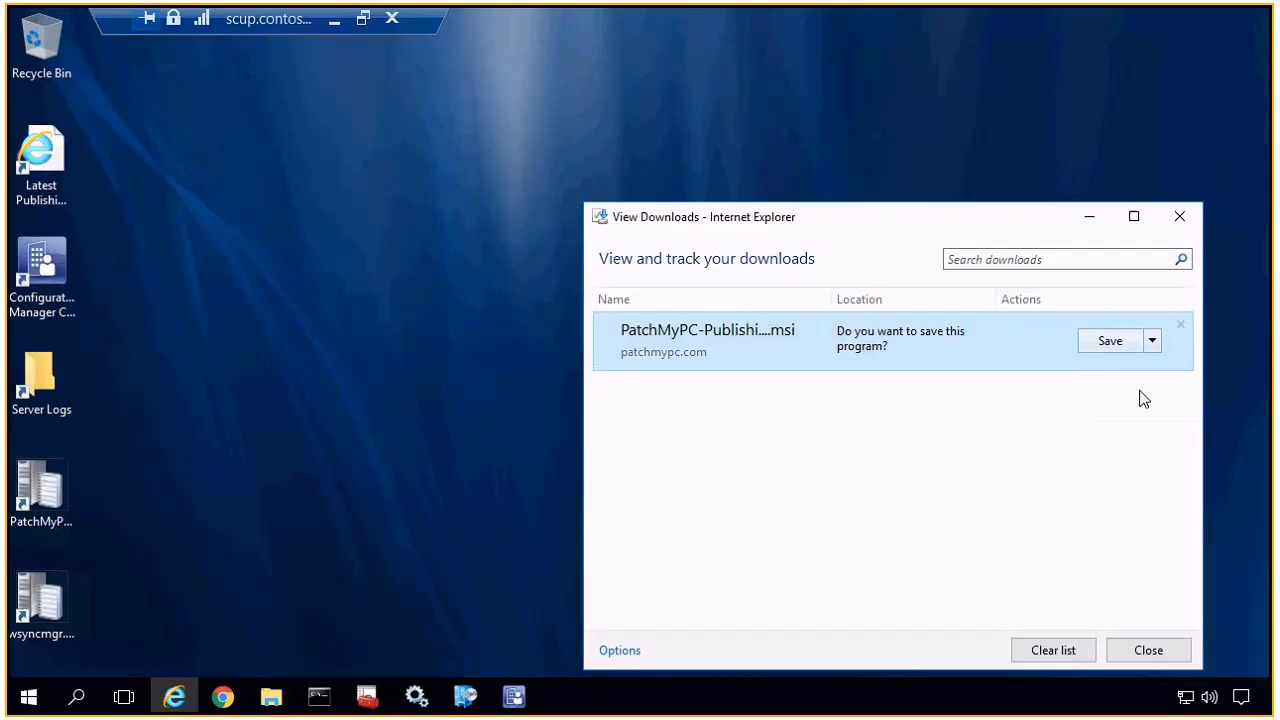 scup.contos...
Recycle Bin
Latest
Publishi...
Configurat...
Manager C...
Server Logs
PatchMyP...
wsyncmgr....
View Downloads - Internet Explorer
View and track your downloads
Search downloads
Name
Location
Actions
PatchMyPC-Publishi....msi
patchmypc.com
Do you want to save this
program?
Save
Options
Clear list
Close